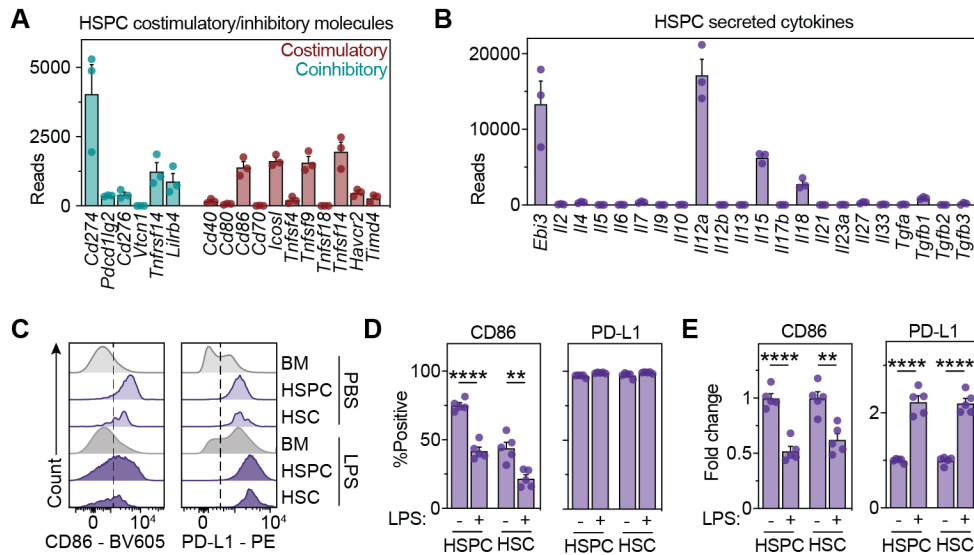 A
HSPC costimulatory/inhibitory molecules
Costimulatory
Coinhibitory
5000
2500
0
Reads
Cd274
Pdcd1lg2
Cd276
Vtcn1
Tnfrsf14
Lilrb4
Cd40
Cd80
Cd86
Cd70
Icosl
Tnfsf4
Tnfsf9
Tnfsf18
Tnfsf14
Havcr2
Timd4
B
HSPC secreted cytokines
20000
10000
0
Reads
Ebi3
Il2
Il4
Il5
Il6
Il7
Il9
Il10
Il12a
Il12b
Il13
Il15
Il17b
Il18
Il21
Il23a
Il27
Il33
Tgfa
Tgfb1
Tgfb2
Tgfb3
C
BM
HSPC
HSC
BM
HSPC
HSC
PBS
LPS
Count
0 10⁴
0 10⁴
CD86 - BV605
PD-L1 - PE
D
CD86
PD-L1
%Positive
100
50
0
****
**
LPS: - + - + - + - +
HSPC HSC HSPC HSC
E
CD86
PD-L1
Fold change
1
0.5
0
2
0
****
**
****
****
LPS: - + - + - + - +
HSPC HSC HSPC HSC